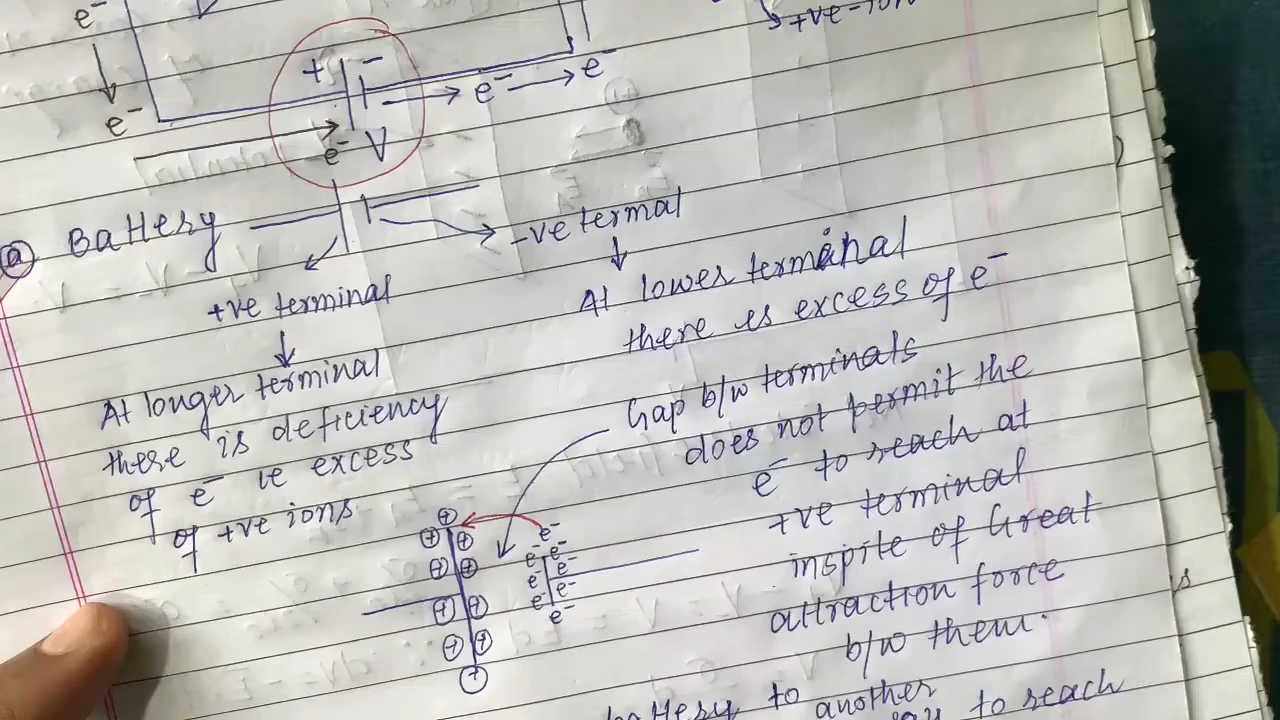 e⁻
+ve-ion
+ -
e⁻ e⁻
e⁻
e⁻ V
ⓐ Battery
-ve termal
+ve terminal
At lower terminal
there is excess of e⁻
At longer terminal
there is deficiency
of e⁻ ie excess
of +ve ions
Gap b/w terminals
does not permit the
e⁻ to reach at
+ve terminal
inspite of Great
attraction force
b/w them.
+ e⁻
+ + e⁻ e⁻
+ + e⁻ e⁻
+ + e⁻ e⁻
+ + e⁻
+
battery to another
to reach